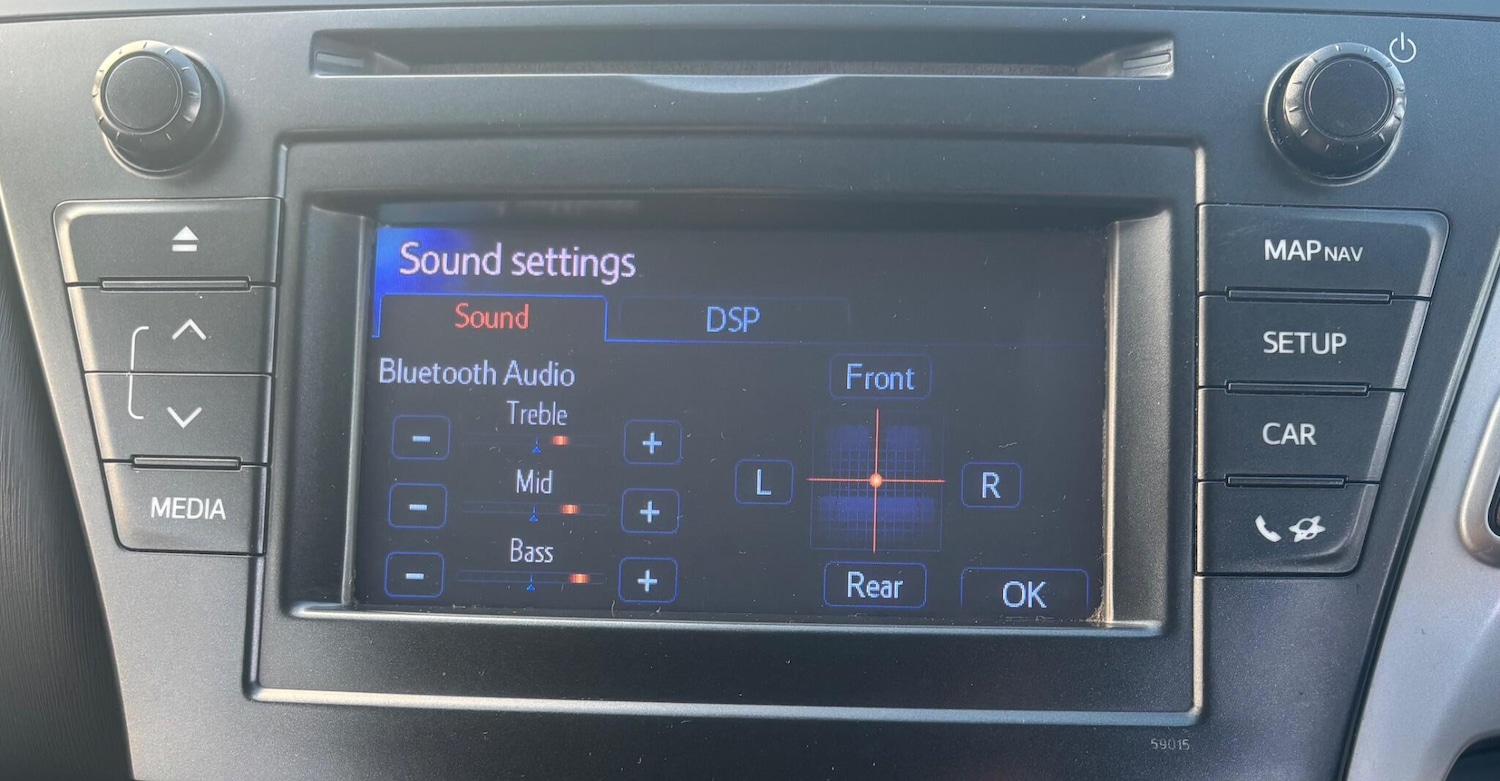 Sound settings
Sound DSP
Bluetooth Audio
Treble
- +
Mid
- +
Bass
- +
Front
L R
Rear
OK
MEDIA
MAP NAV
SETUP
CAR
59015